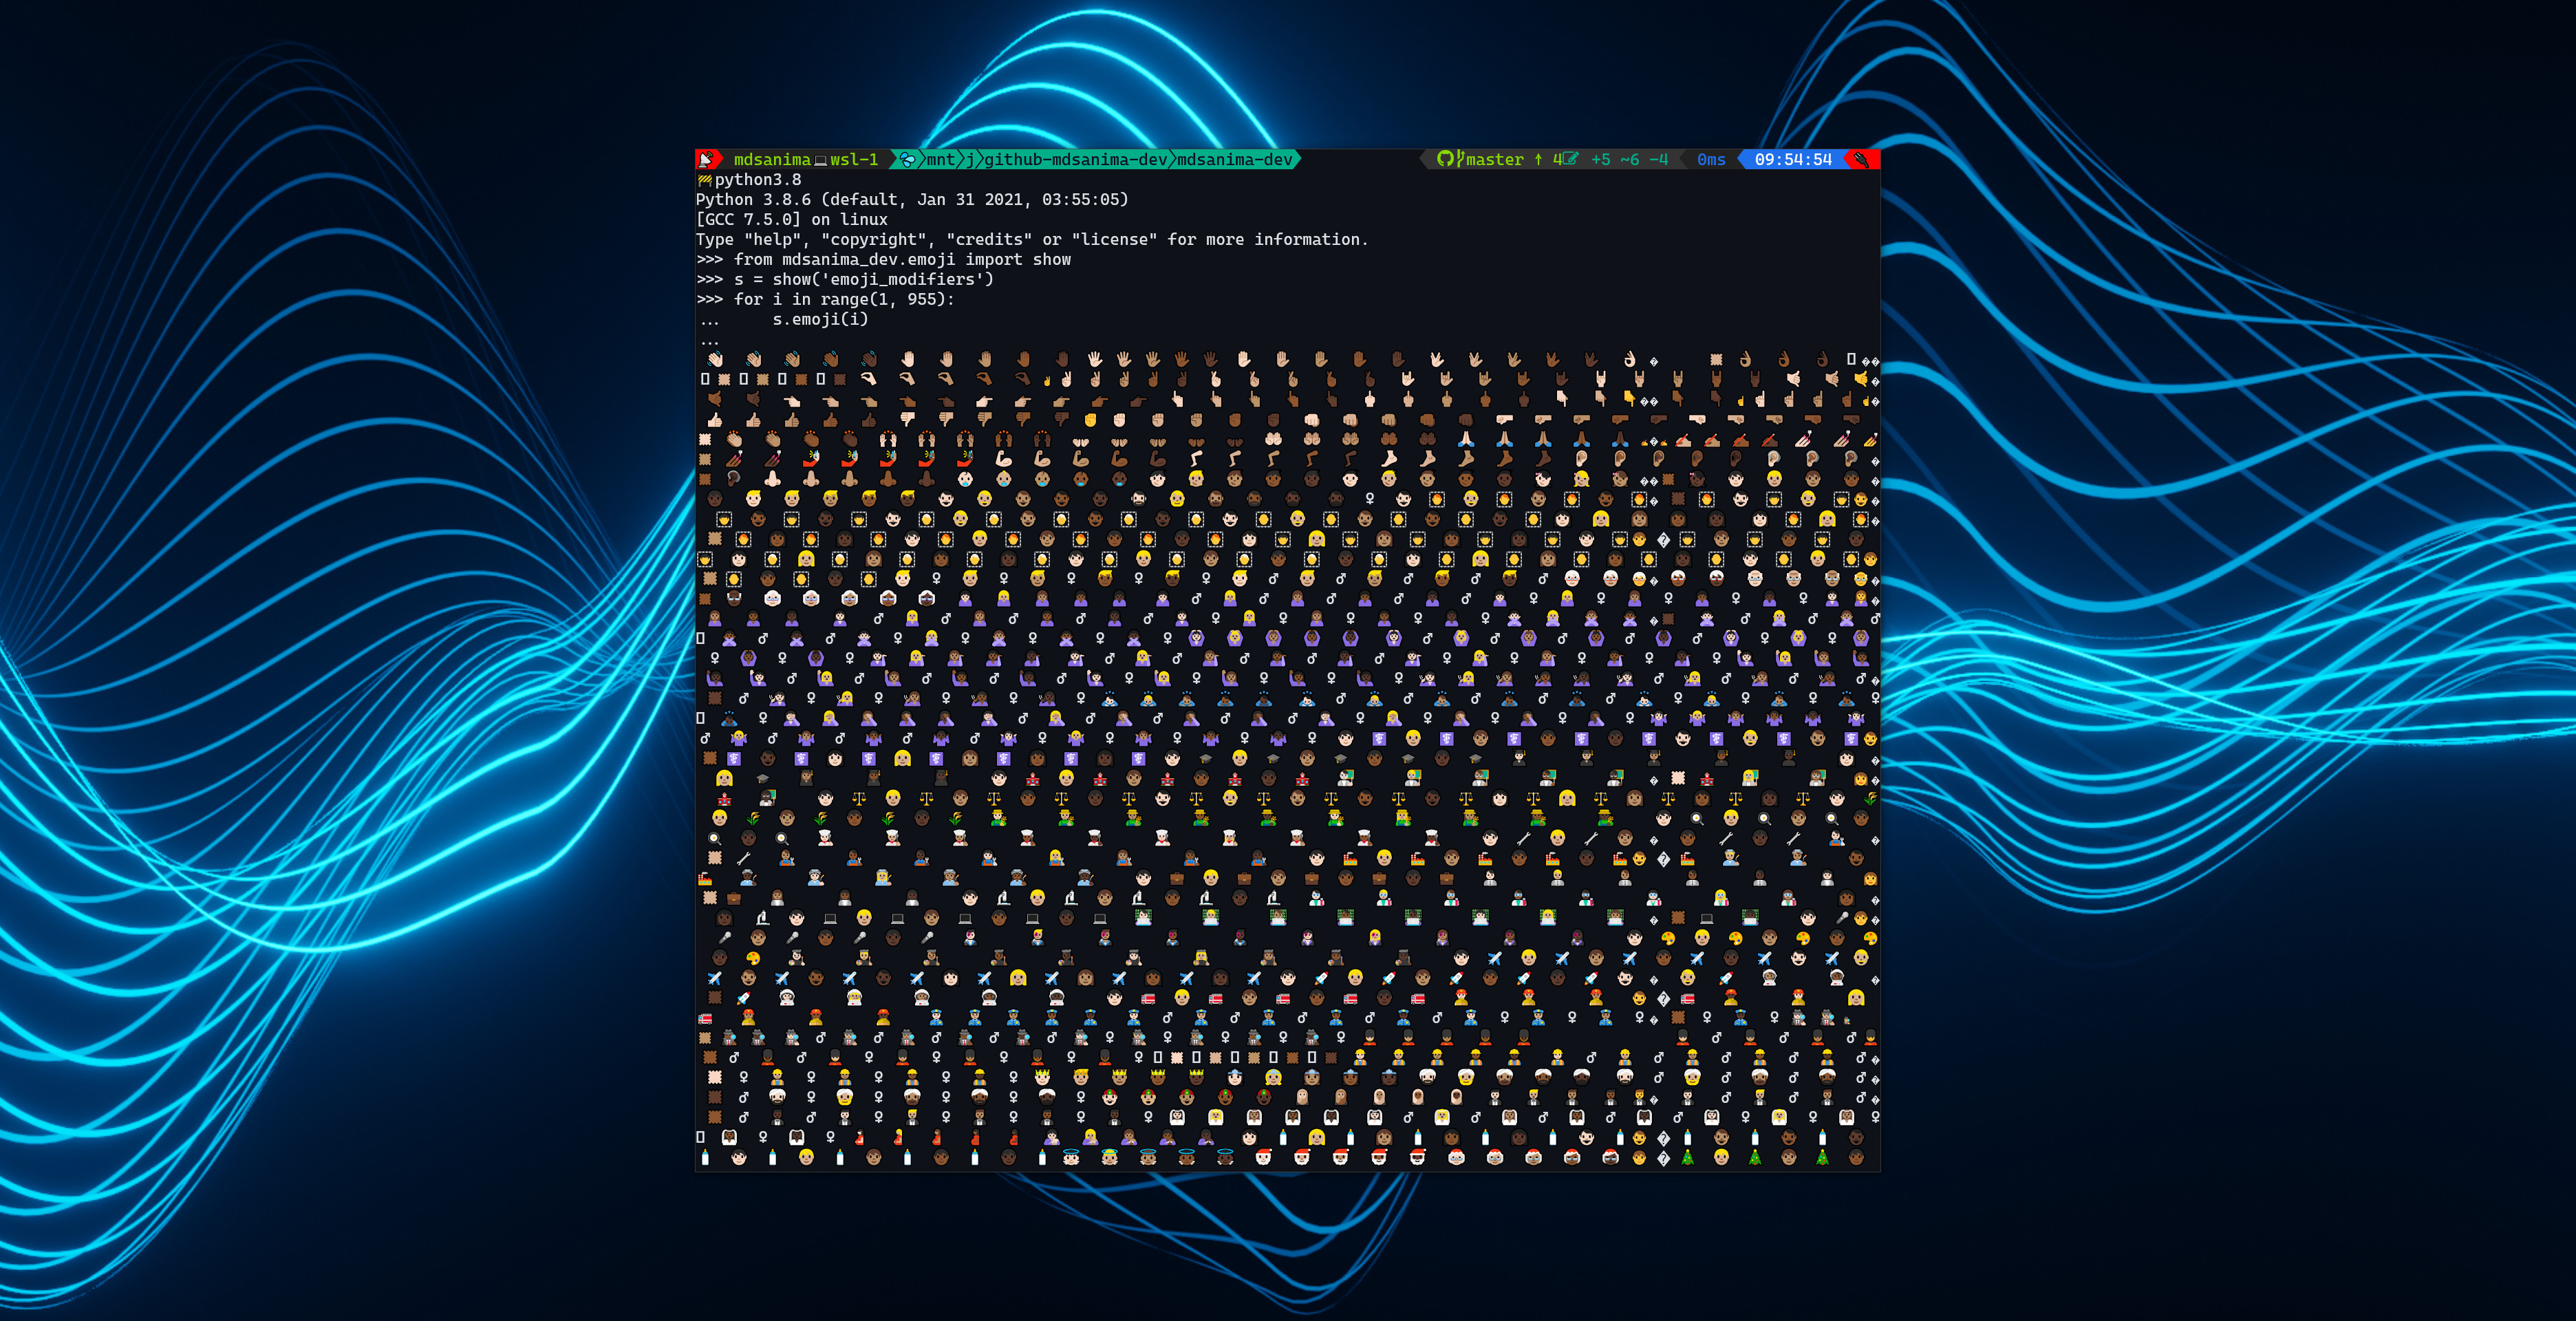 mdsanima wsl-1 mnt j github-mdsanima-dev mdsanima-dev master ↑ 4 +5 ~6 -4 0ms 09:54:54
python3.8
Python 3.8.6 (default, Jan 31 2021, 03:55:05)
[GCC 7.5.0] on linux
Type "help", "copyright", "credits" or "license" for more information.
>>> from mdsanima_dev.emoji import show
>>> s = show('emoji_modifiers')
>>> for i in range(1, 955):
...     s.emoji(i)
...